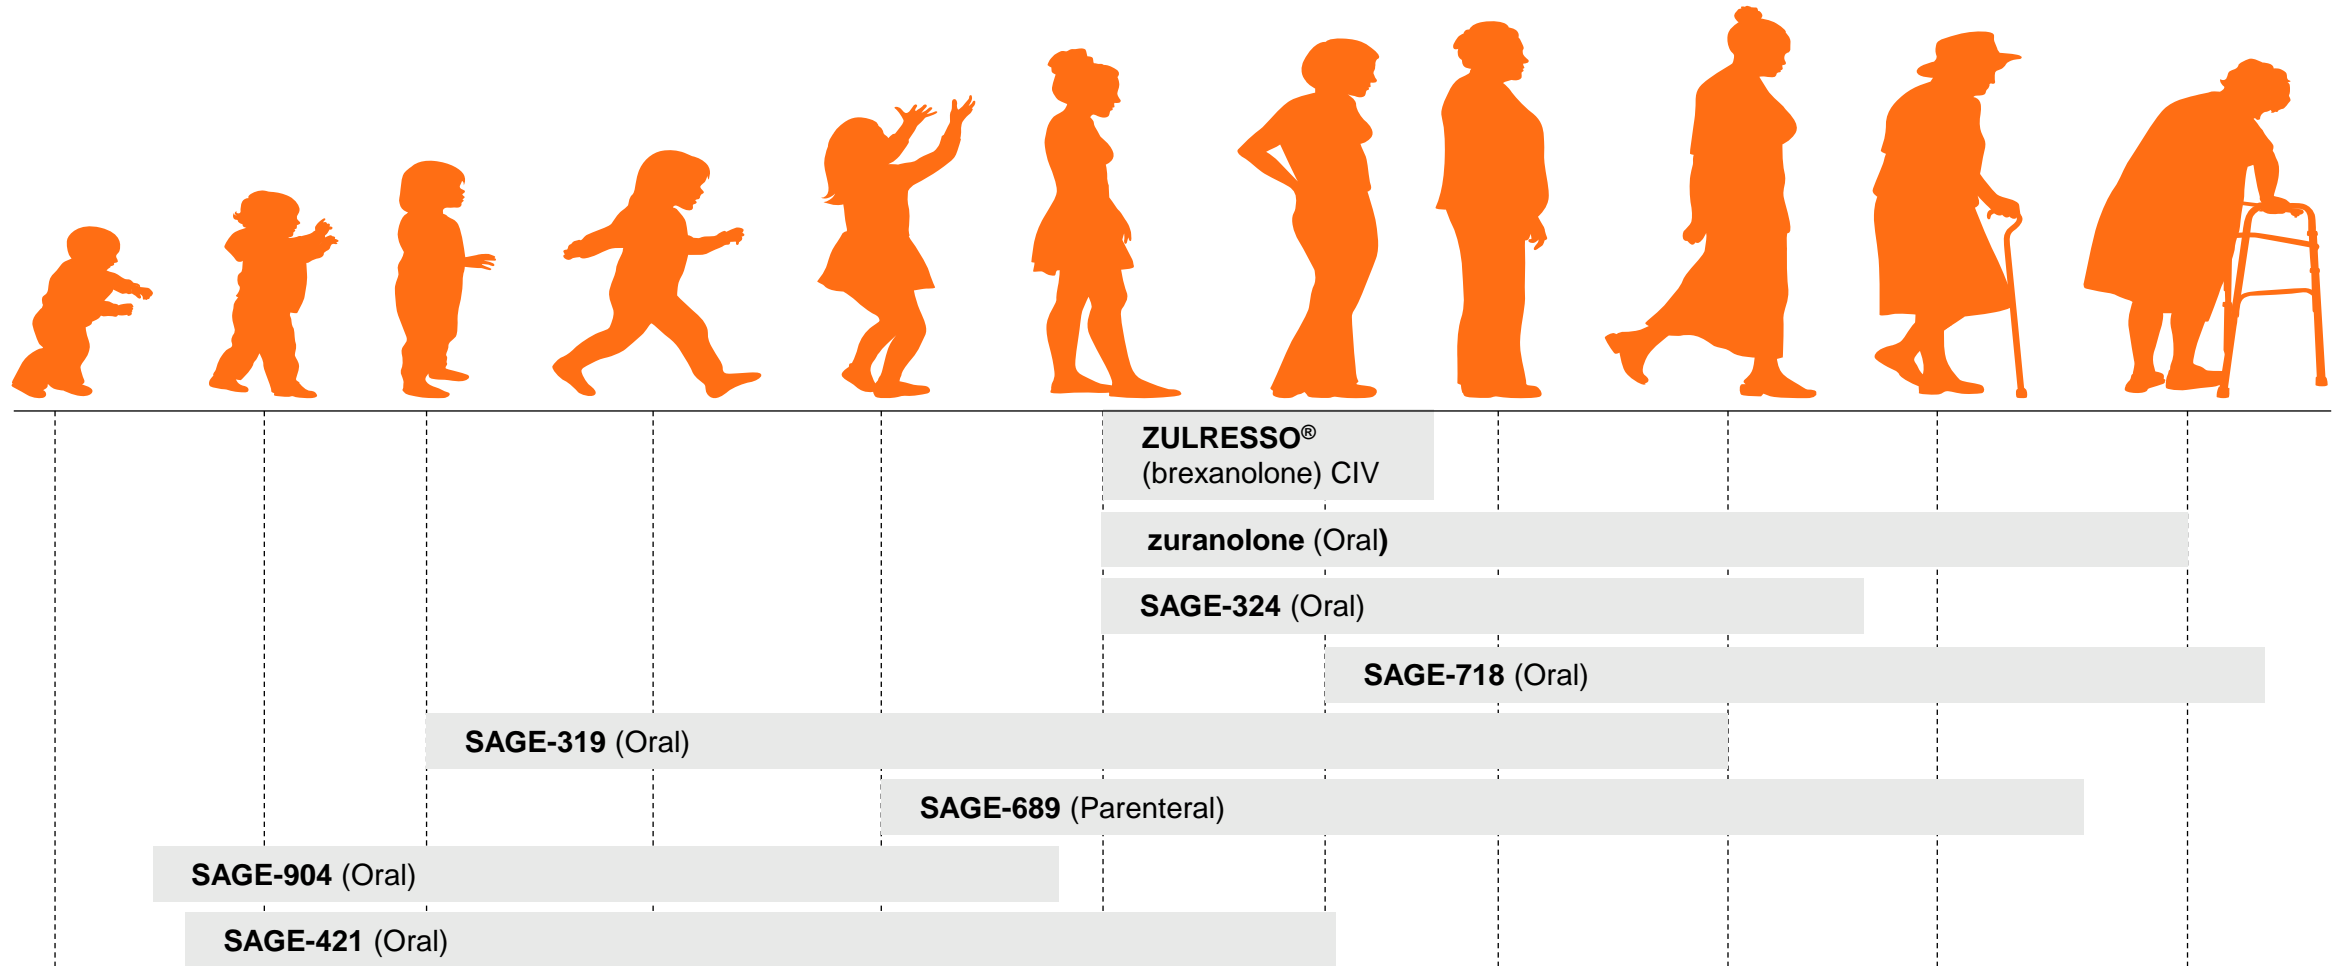 ZULRESSO®
(brexanolone) CIV
zuranolone (Oral)
SAGE-324 (Oral)
SAGE-718 (Oral)
SAGE-319 (Oral)
SAGE-689 (Parenteral)
SAGE-904 (Oral)
SAGE-421 (Oral)